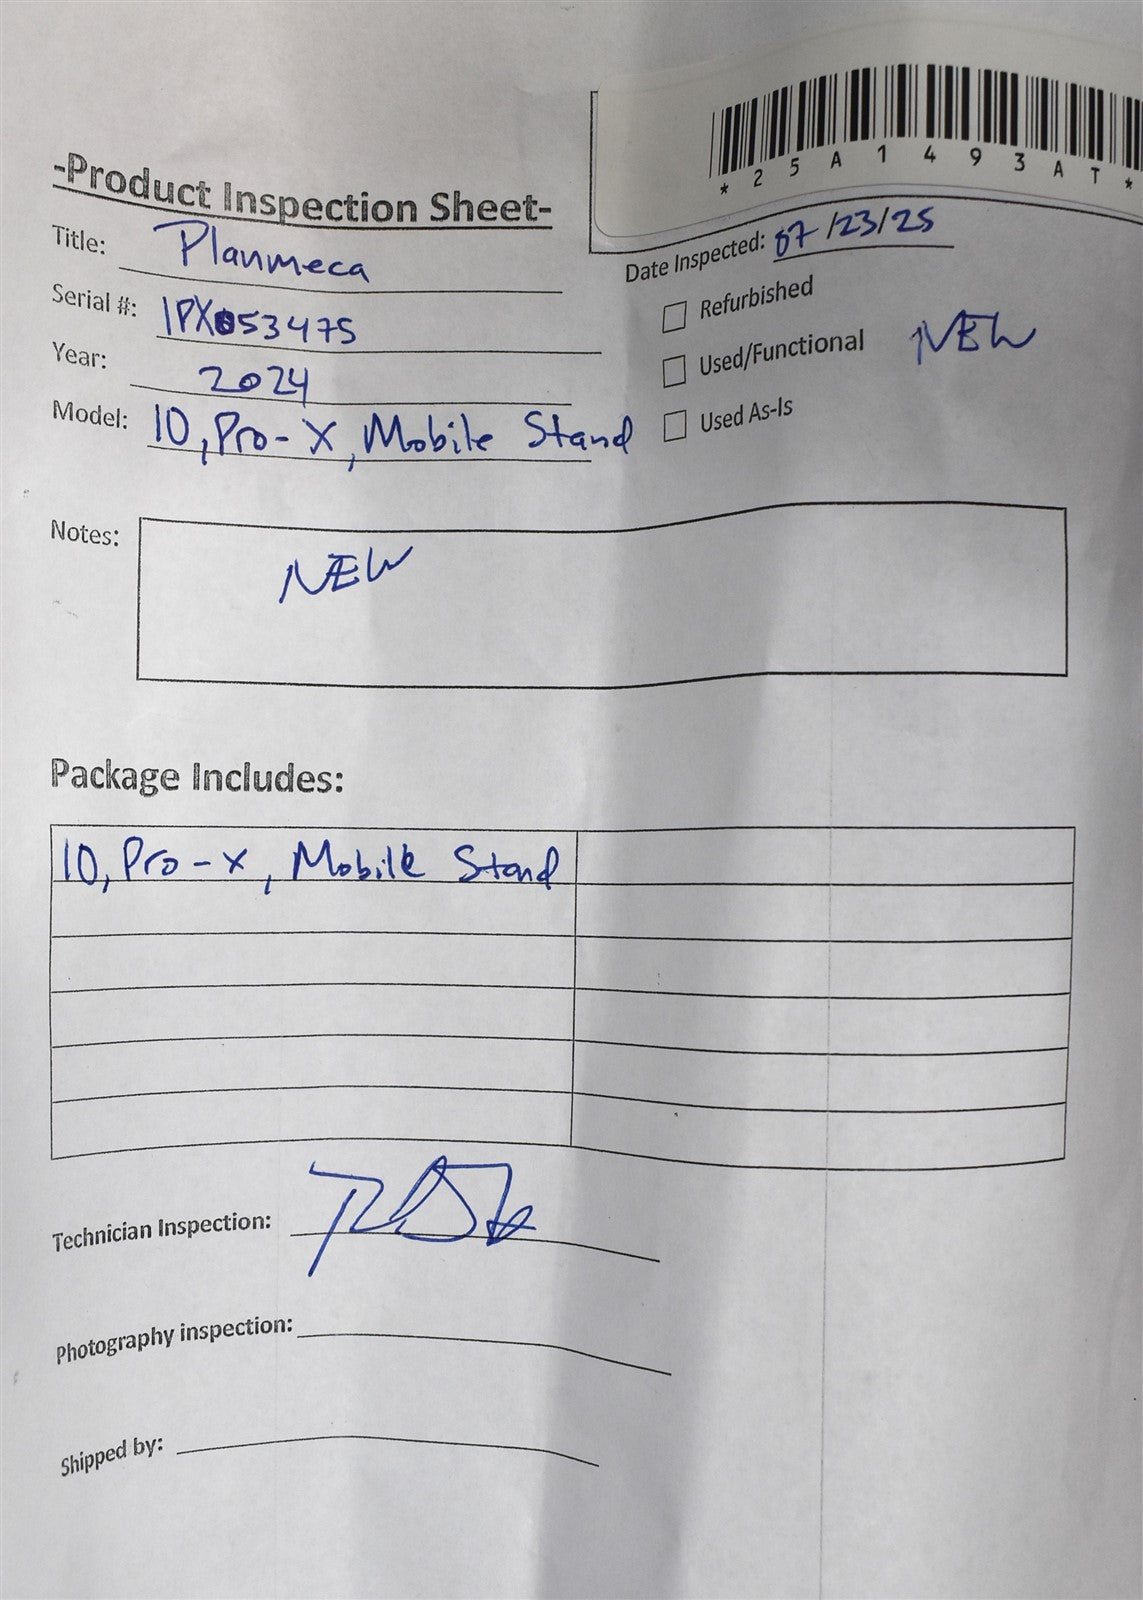 *25A1493AT*
-Product Inspection Sheet-
Title: Planmeca
Serial #: IPX053475
Year: 2024
Model: 10, Pro-X, Mobile Stand
Date Inspected: 07/23/25
Refurbished
Used/Functional NEW
Used As-Is
Notes: NEW
Package Includes:
10, Pro-X, Mobile Stand
Technician Inspection:
Photography inspection:
Shipped by: